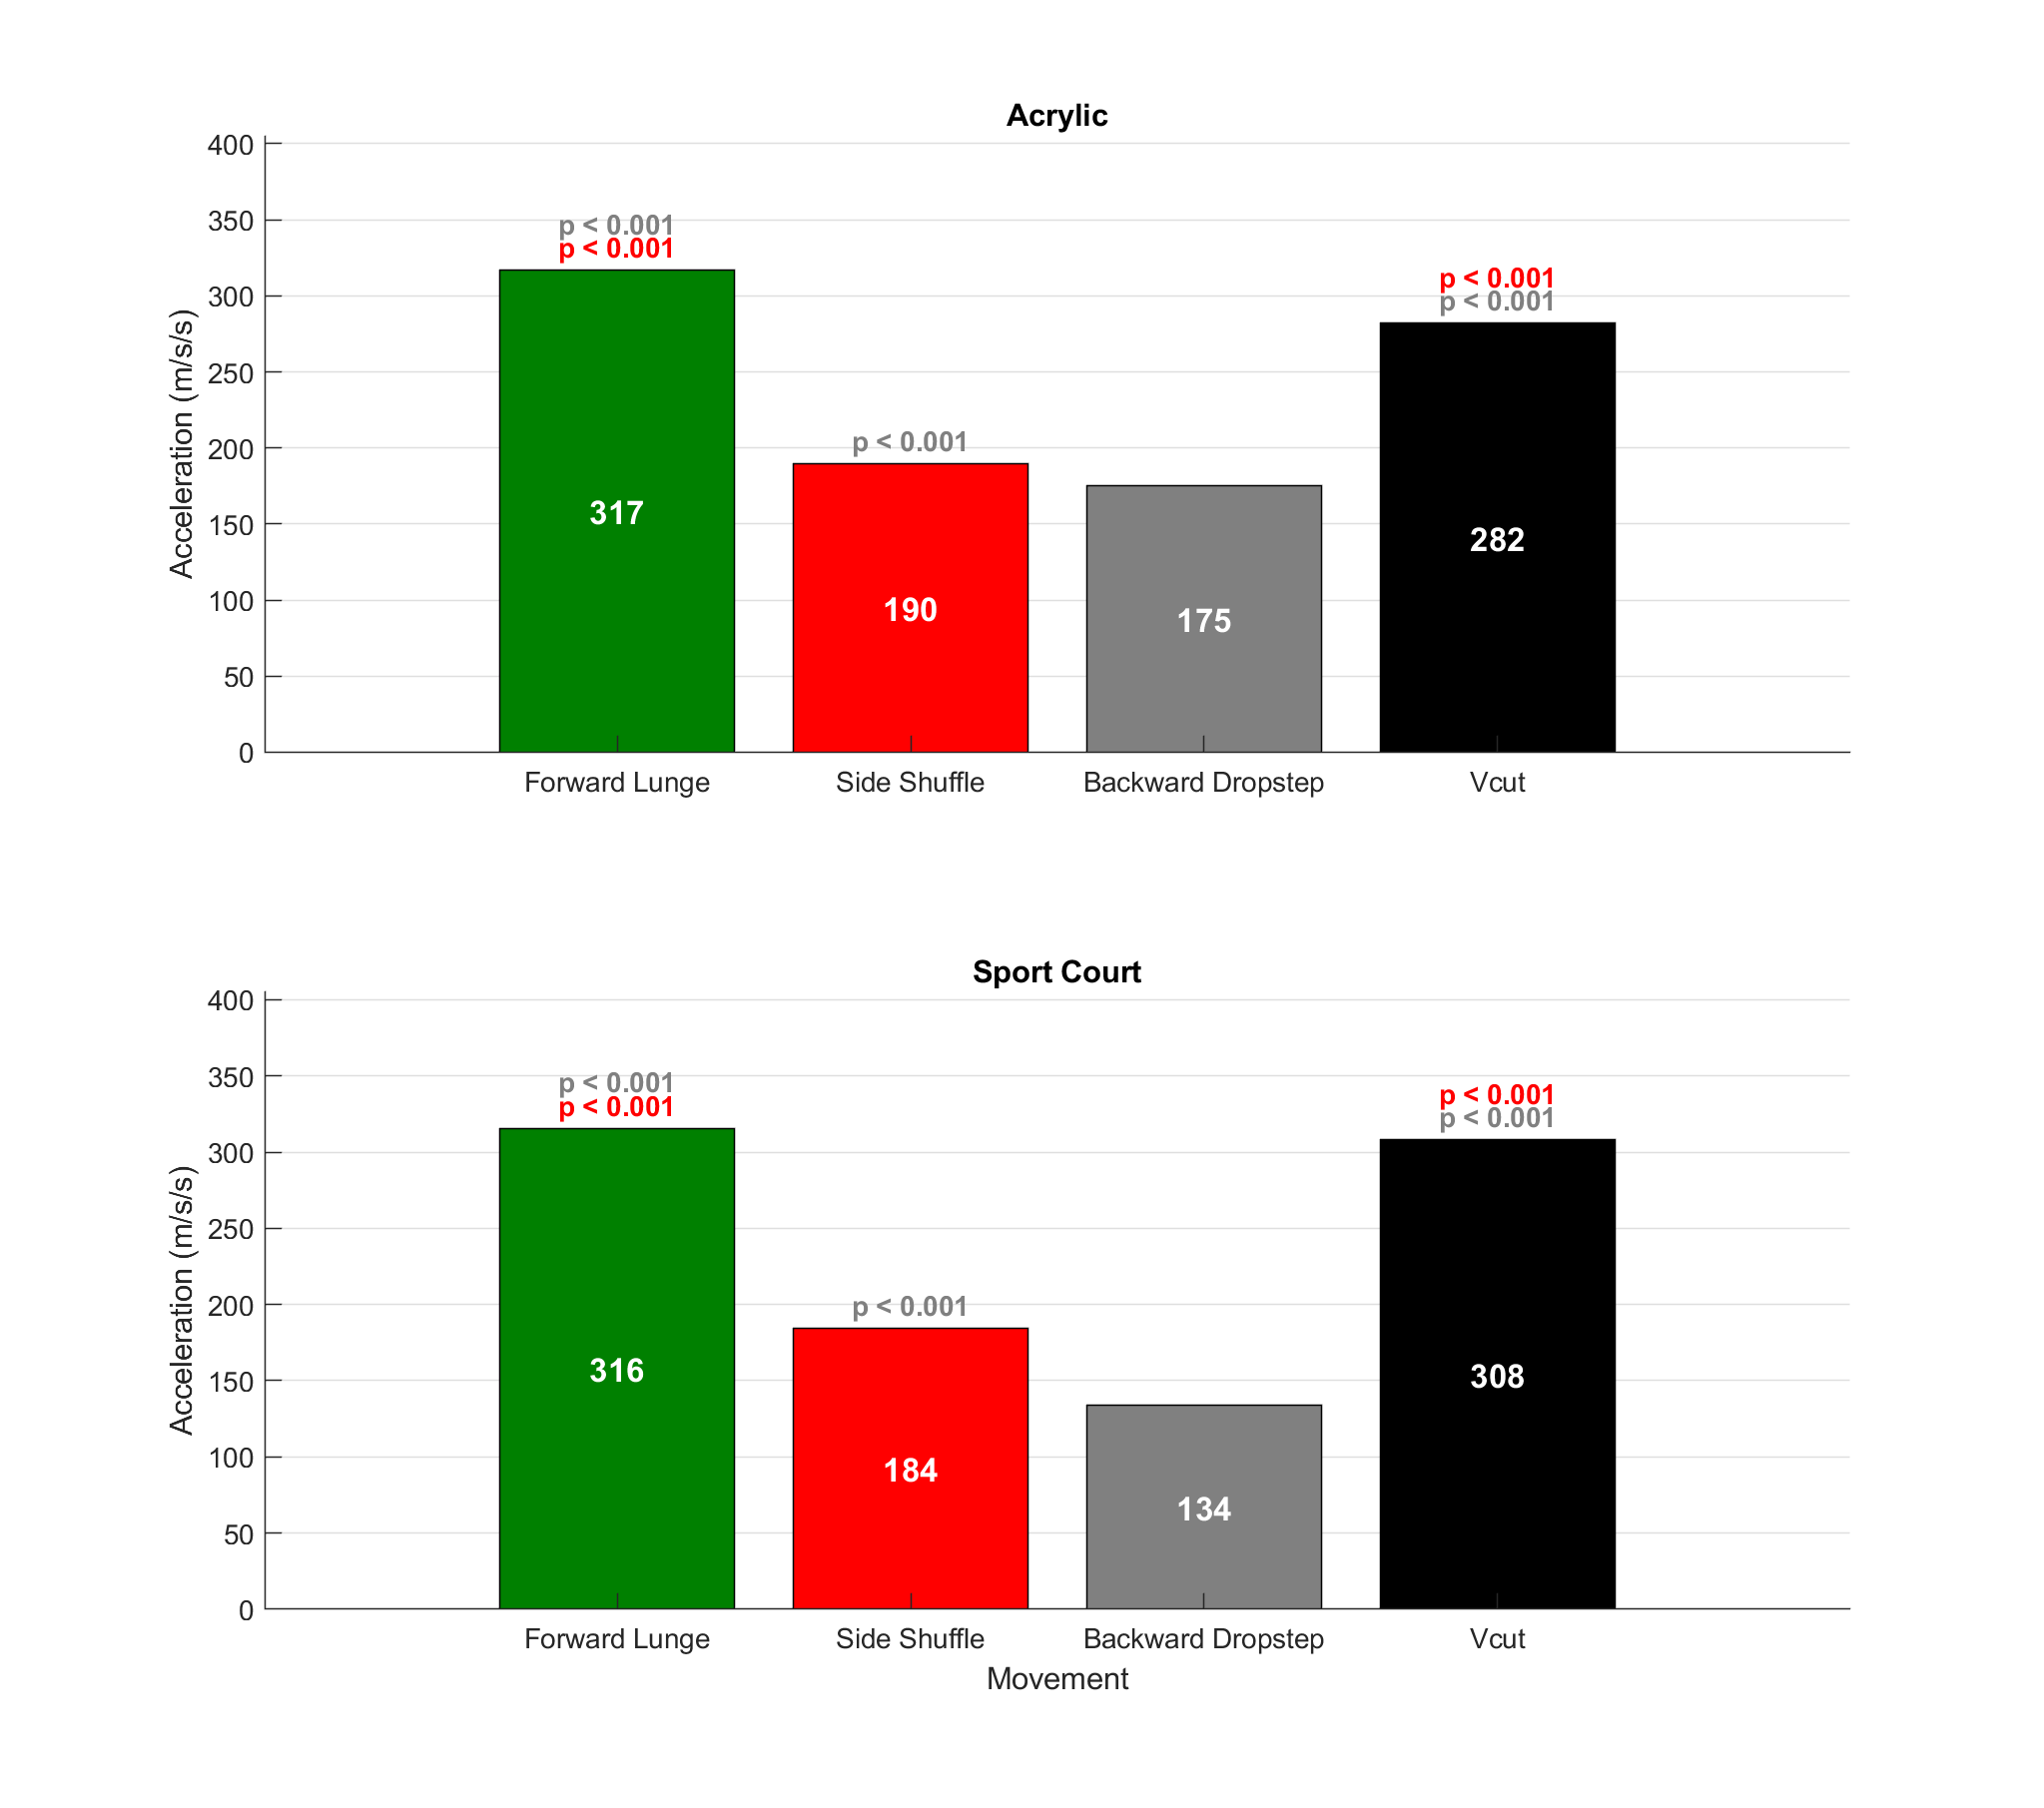 Acrylic
400
350
300
250
200
150
100
50
0
Acceleration (m/s/s)
p < 0.001
p < 0.001
p < 0.001
p < 0.001
p < 0.001
317
190
175
282
Forward Lunge
Side Shuffle
Backward Dropstep
Vcut
Sport Court
400
350
300
250
200
150
100
50
0
Acceleration (m/s/s)
p < 0.001
p < 0.001
p < 0.001
p < 0.001
p < 0.001
316
184
134
308
Forward Lunge
Side Shuffle
Backward Dropstep
Vcut
Movement